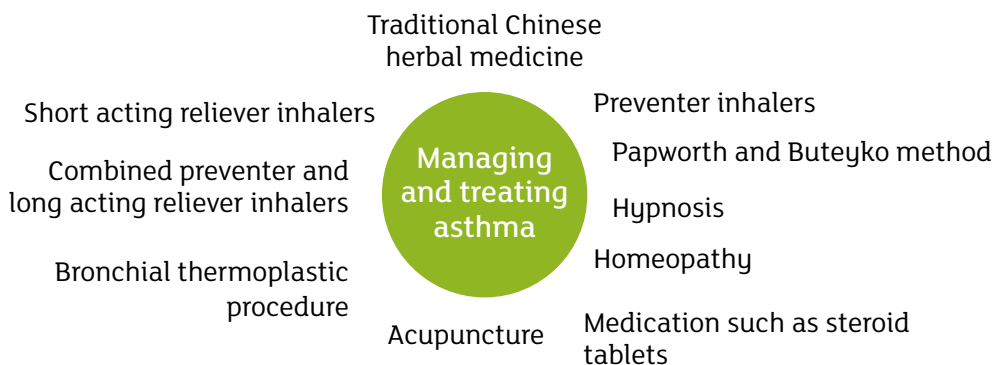 Traditional Chinese
herbal medicine
Short acting reliever inhalers
Preventer inhalers
Combined preventer and
long acting reliever inhalers
Managing
and treating
asthma
Papworth and Buteyko method
Hypnosis
Homeopathy
Bronchial thermoplastic
procedure
Acupuncture
Medication such as steroid
tablets